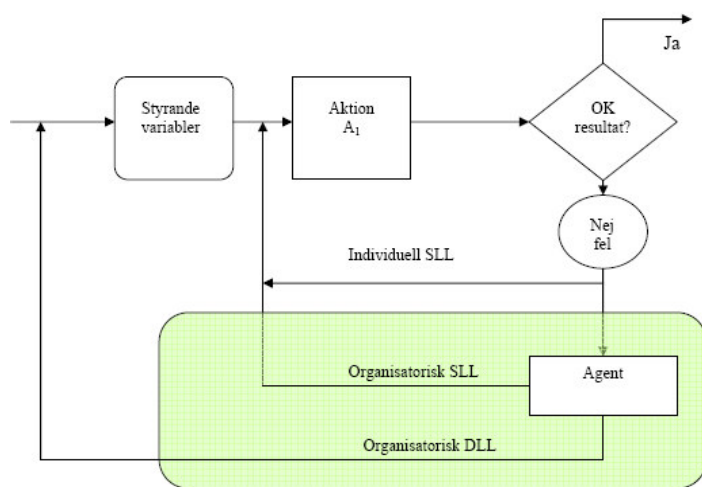 Ja
Styrande
variabler
Aktion
A₁
OK
resultat?
Nej
fel
Individuell SLL
Organisatorisk SLL
Agent
Organisatorisk DLL